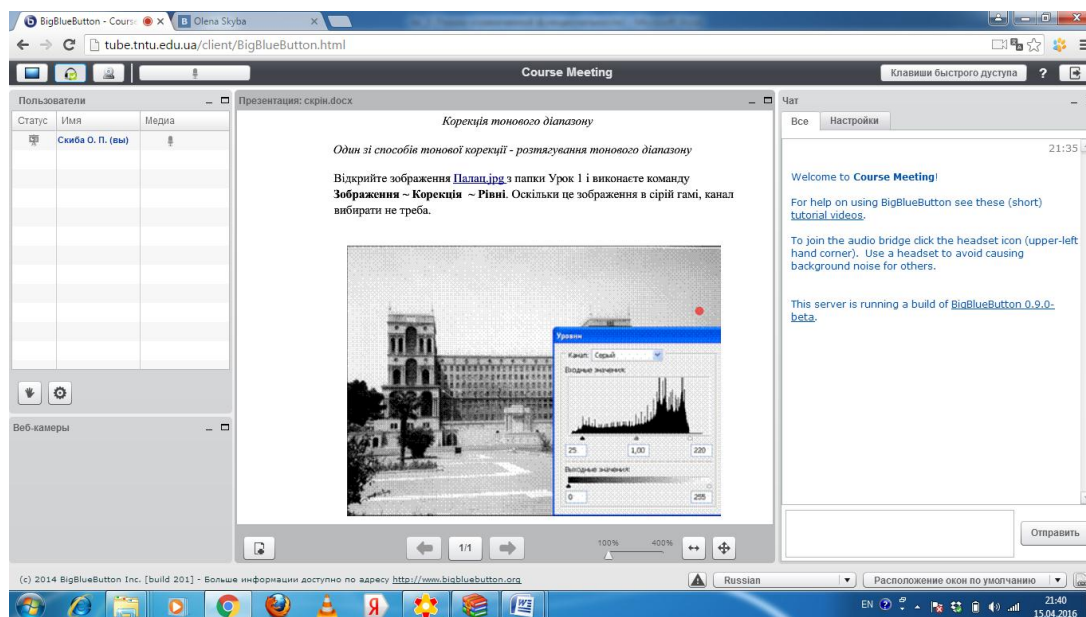 BigBlueButton - Course
Olena Skyba
tube.tntu.edu.ua/client/BigBlueButton.html
Course Meeting
Клавиши быстрого дуступа
?
Пользователи
Презентация: скрін.docx
Чат
Статус Имя Медиа
Все Настройки
Скиба О. П. (вы)
21:35
Welcome to Course Meeting!
For help on using BigBlueButton see these (short)
tutorial videos.
To join the audio bridge click the headset icon (upper-left
hand corner). Use a headset to avoid causing
background noise for others.
This server is running a build of BigBlueButton 0.9.0-
beta.
Корекція тонового діапазону
Один зі способів тонової корекції - розтягування тонового діапазону
Відкрийте зображення Палац.jpg з папки Урок 1 і виконаєте команду
Зображення ~ Корекція ~ Рівні. Оскільки це зображення в сірій гамі, канал
вибирати не треба.
Уровни
Канал: Серый
Входные значения:
25 1,00 220
Выходные значения:
0 255
Веб-камеры
1/1
100% 400%
Отправить
(c) 2014 BigBlueButton Inc. [build 201] - Больше информации доступно по адресу http://www.bigbluebutton.org
Russian
Расположение окон по умолчанию
EN
21:40
15.04.2016